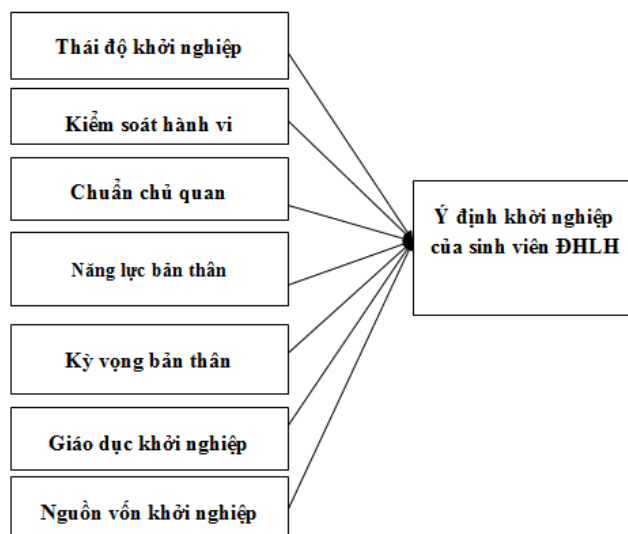 Thái độ khởi nghiệp
Kiểm soát hành vi
Chuẩn chủ quan
Năng lực bản thân
Kỳ vọng bản thân
Giáo dục khởi nghiệp
Nguồn vốn khởi nghiệp
Ý định khời nghiệp
của sinh viên ĐHLH